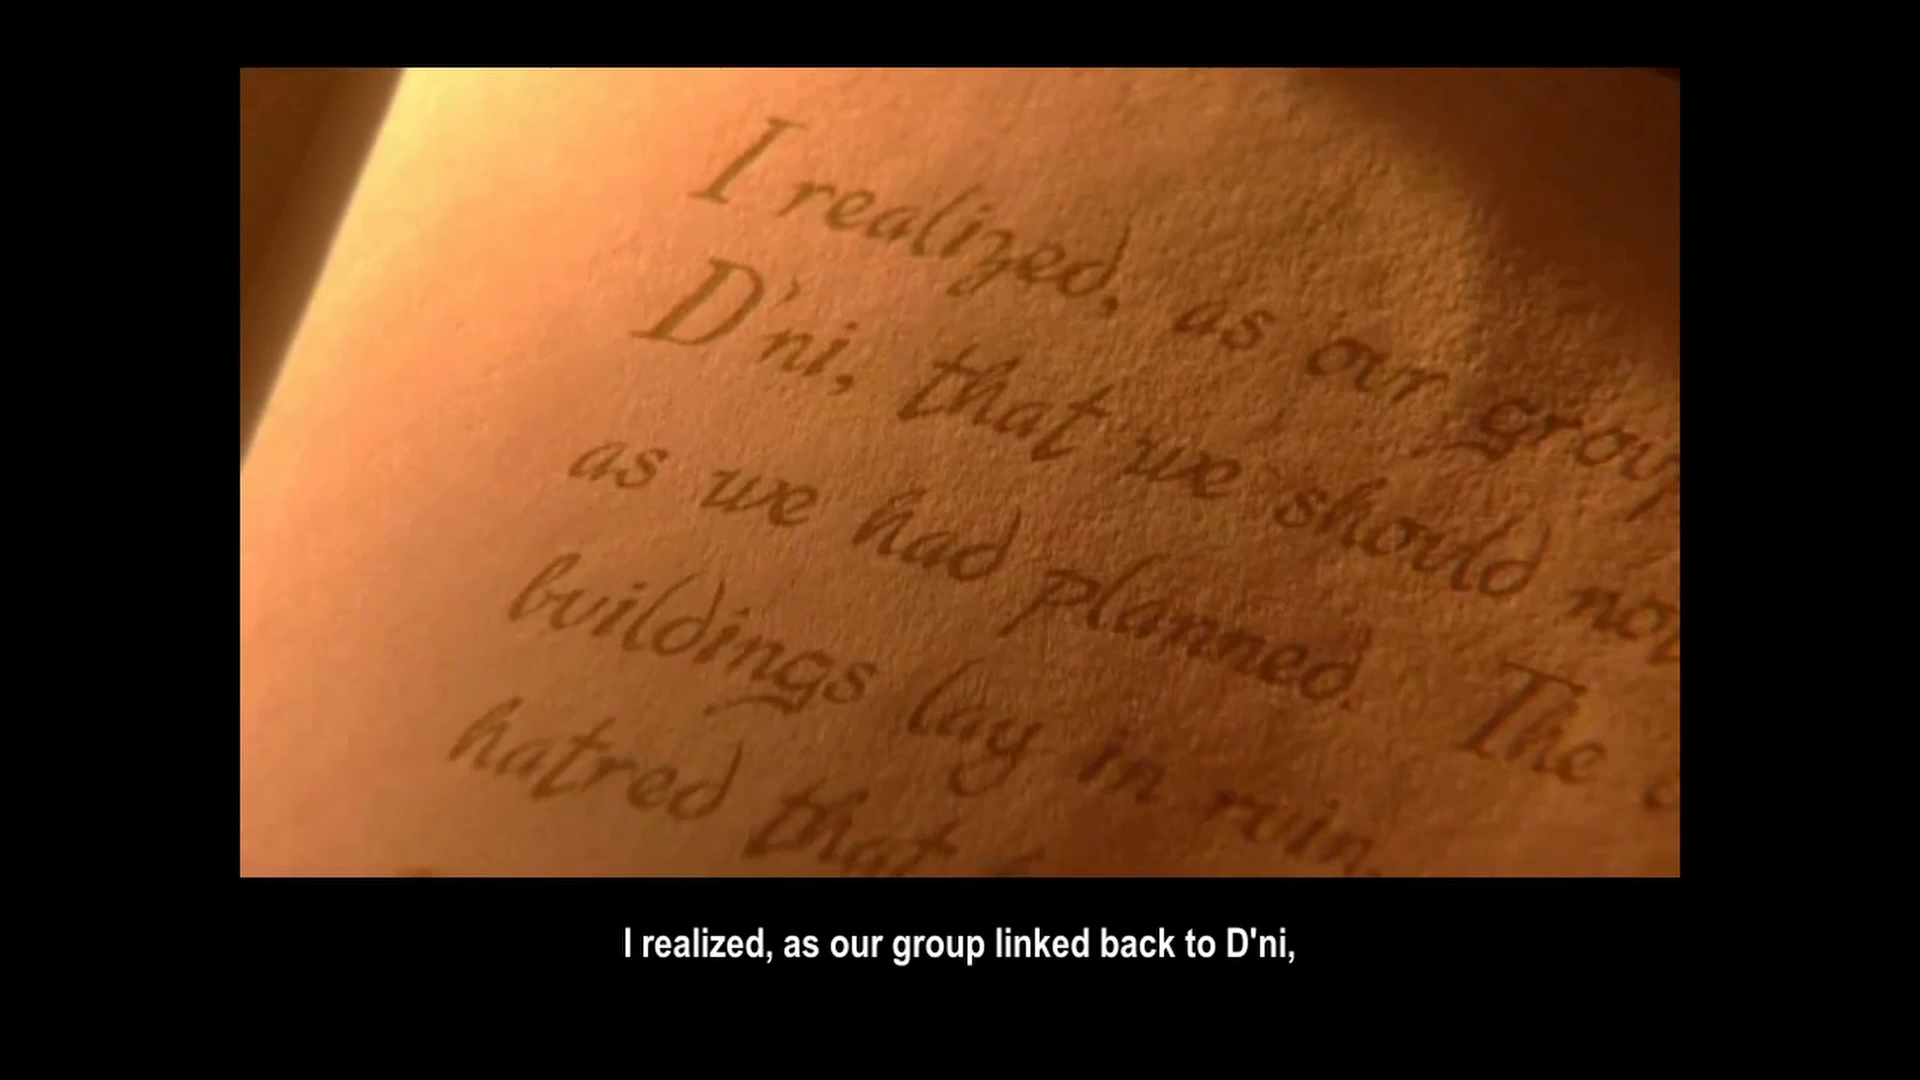 I realized, as our grou
D'ni, that we should no
as we had planned. The
buildings lay in ruin.
hatred that
I realized, as our group linked back to D'ni,